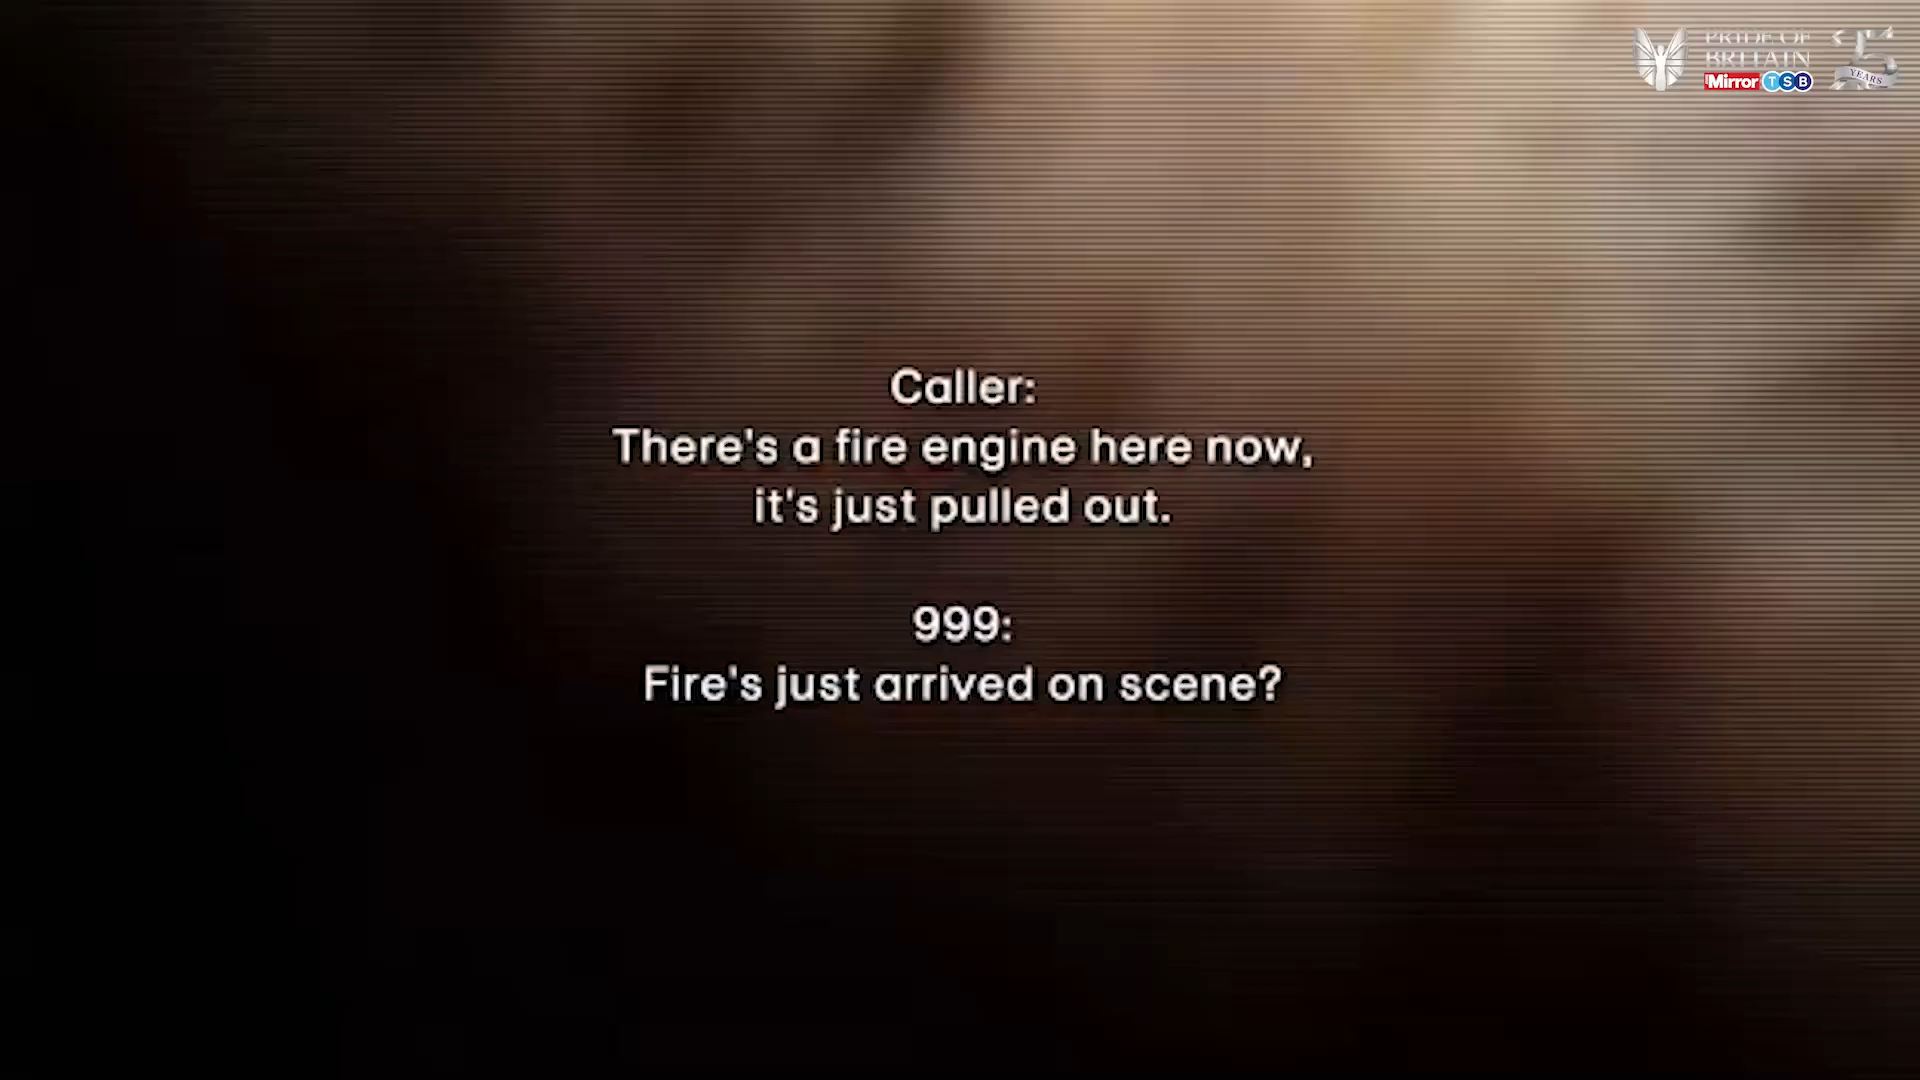 PRIDE OF
BRITAIN
Mirror TSB
YEARS
Caller:
There's a fire engine here now,
it's just pulled out.
999:
Fire's just arrived on scene?